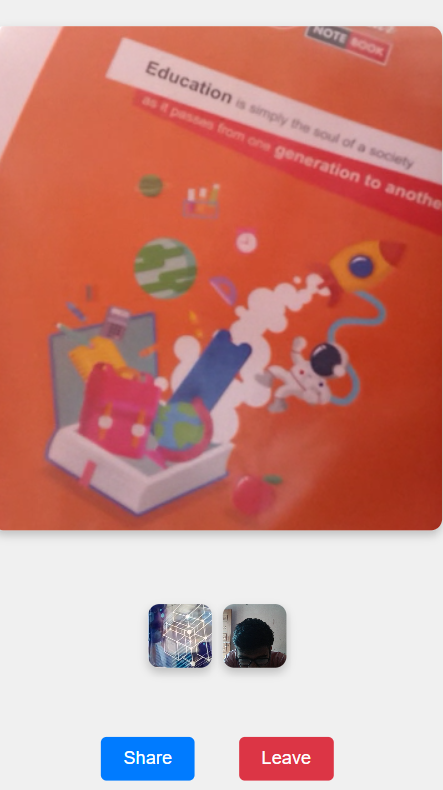 NOTE BOOK
Education is simply the soul of a society
as it passes from one generation to anothe
Share
Leave